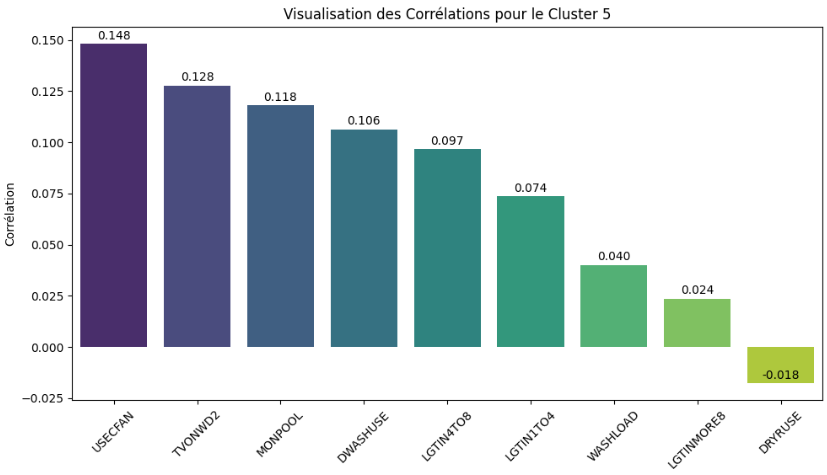 Visualisation des Corrélations pour le Cluster 5
Corrélation
0.150
0.125
0.100
0.075
0.050
0.025
0.000
−0.025
0.148
0.128
0.118
0.106
0.097
0.074
0.040
0.024
-0.018
USECFAN
TVONWD2
MONPOOL
DWASHUSE
LGTIN4TO8
LGTIN1TO4
WASHLOAD
LGTINMORE8
DRYRUSE